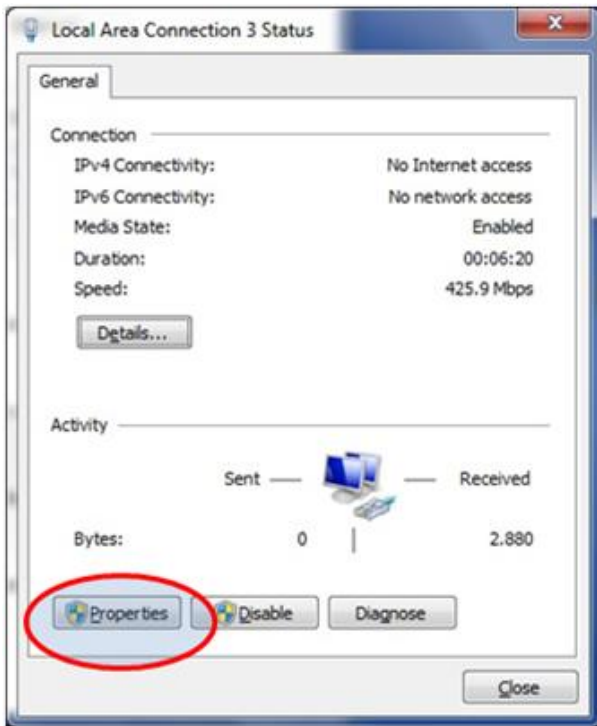 Local Area Connection 3 Status
General
Connection
IPv4 Connectivity: No Internet access
IPv6 Connectivity: No network access
Media State: Enabled
Duration: 00:06:20
Speed: 425.9 Mbps
Details...
Activity
Sent Received
Bytes: 0 2.880
Properties Disable Diagnose
Close